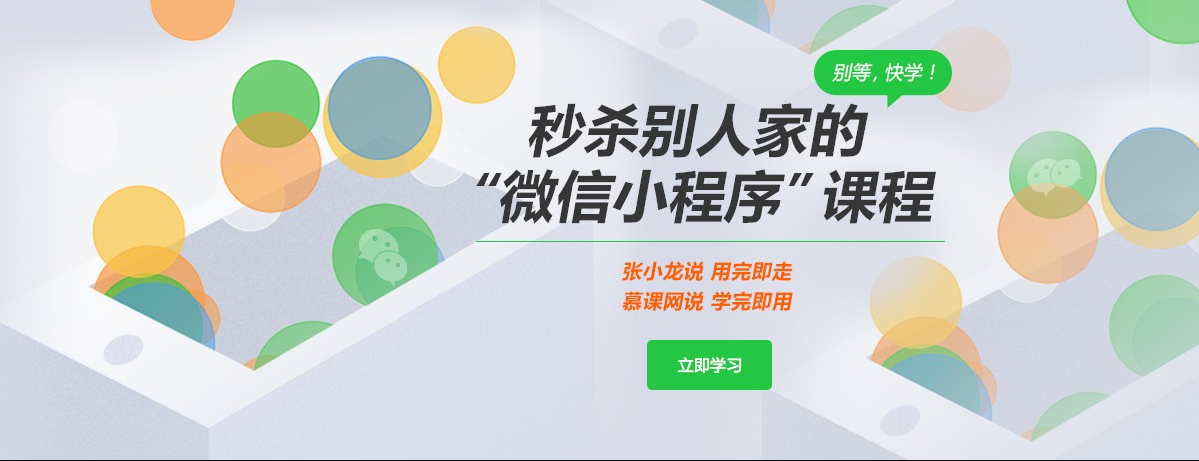 别等，快学！
秒杀别人家的
“微信小程序”课程
张小龙说 用完即走
慕课网说 学完即用
立即学习